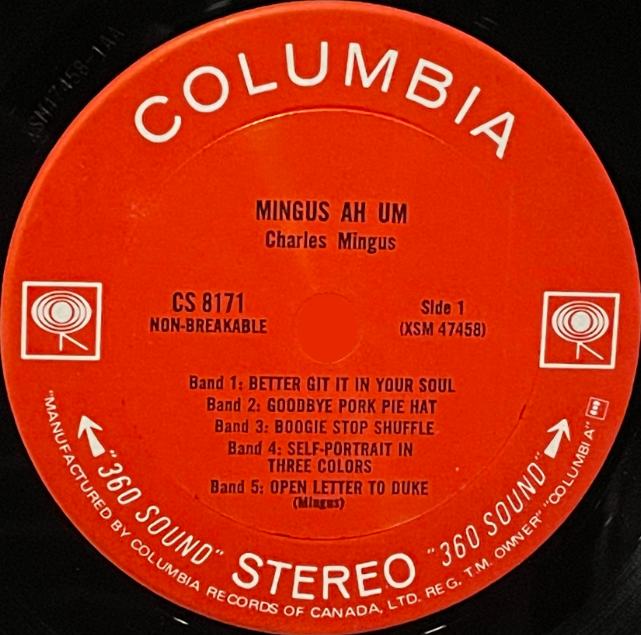 COLUMBIA
MINGUS AH UM
Charles Mingus
CS 8171
NON-BREAKABLE
Side 1
(XSM 47458)
Band 1: BETTER GIT IT IN YOUR SOUL
Band 2: GOODBYE PORK PIE HAT
Band 3: BOOGIE STOP SHUFFLE
Band 4: SELF-PORTRAIT IN
THREE COLORS
Band 5: OPEN LETTER TO DUKE
(Mingus)
"360 SOUND" STEREO "360 SOUND"
"MANUFACTURED BY COLUMBIA RECORDS OF CANADA, LTD. REG. T.M. OWNER" "COLUMBIA"